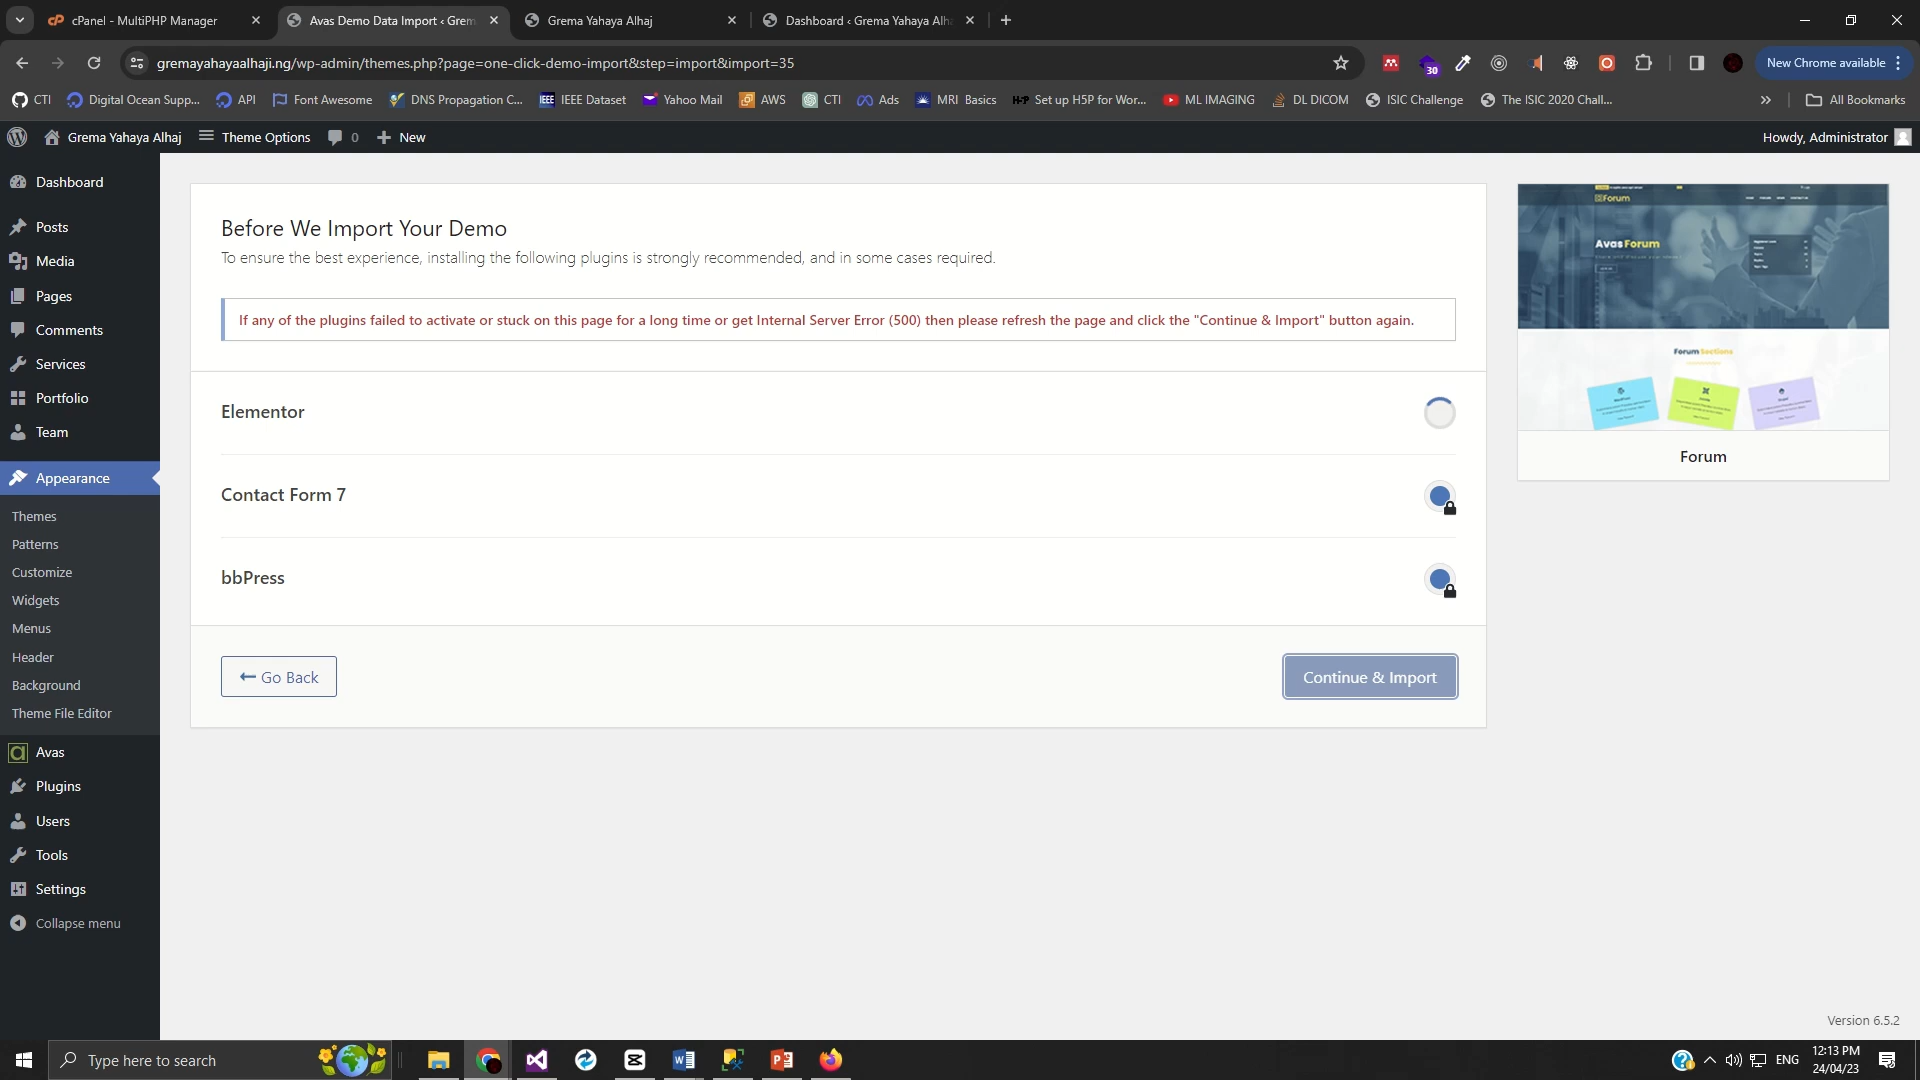 cPanel - MultiPHP Manager
Avas Demo Data Import ‹ Grem
Grema Yahaya Alhaj
Dashboard ‹ Grema Yahaya Alh
gremayahayaalhaji.ng/wp-admin/themes.php?page=one-click-demo-import&step=import&import=35
30
New Chrome available
CTI
Digital Ocean Supp...
API
Font Awesome
DNS Propagation C...
IEEE Dataset
Yahoo Mail
AWS
CTI
Ads
MRI Basics
H-P Set up H5P for Wor...
ML IMAGING
DL DICOM
ISIC Challenge
The ISIC 2020 Chall...
All Bookmarks
Grema Yahaya Alhaj
Theme Options
0
New
Howdy, Administrator
Dashboard
Posts
Media
Pages
Comments
Services
Portfolio
Team
Appearance
Themes
Patterns
Customize
Widgets
Menus
Header
Background
Theme File Editor
Avas
Plugins
Users
Tools
Settings
Collapse menu
Before We Import Your Demo
To ensure the best experience, installing the following plugins is strongly recommended, and in some cases required.
If any of the plugins failed to activate or stuck on this page for a long time or get Internal Server Error (500) then please refresh the page and click the "Continue & Import" button again.
Elementor
Contact Form 7
bbPress
Go Back
Continue & Import
Forum
Avas Forum
Forum Sections
Forum
Version 6.5.2
Type here to search
ENG
12:13 PM
24/04/23